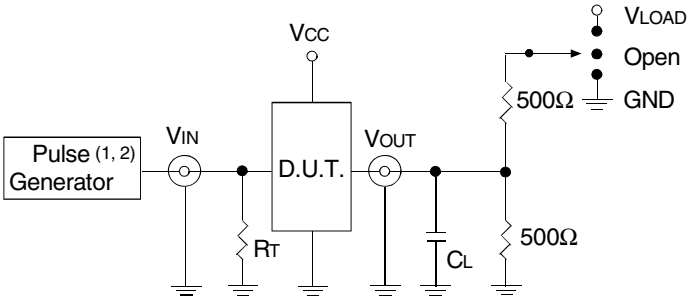 VLOAD
VCC
Open
500Ω
GND
VIN
VOUT
Pulse (1, 2)
Generator
D.U.T.
RT
CL
500Ω